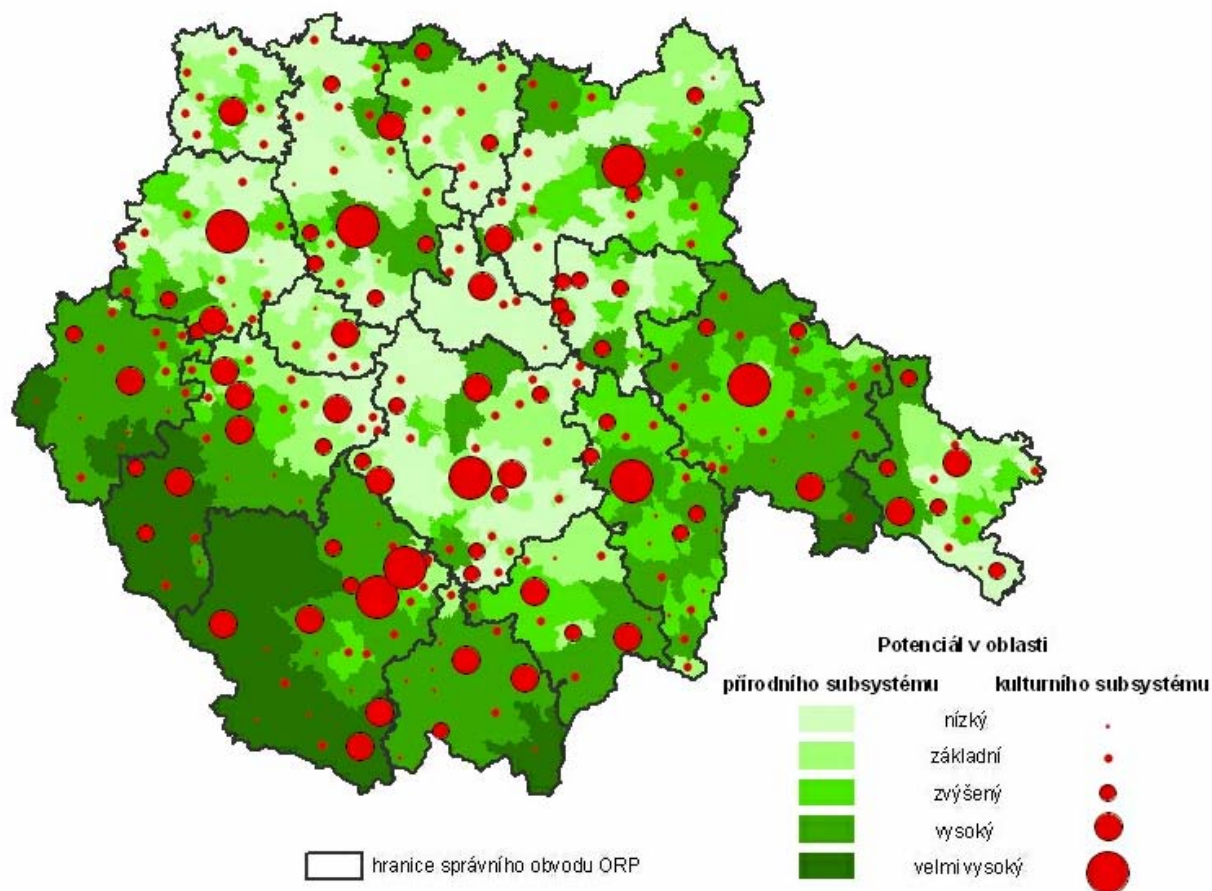 Potenciál v oblasti
přírodního subsystému kulturního subsystému
nízký
základní
zvýšený
vysoký
velmi vysoký
hranice správního obvodu ORP